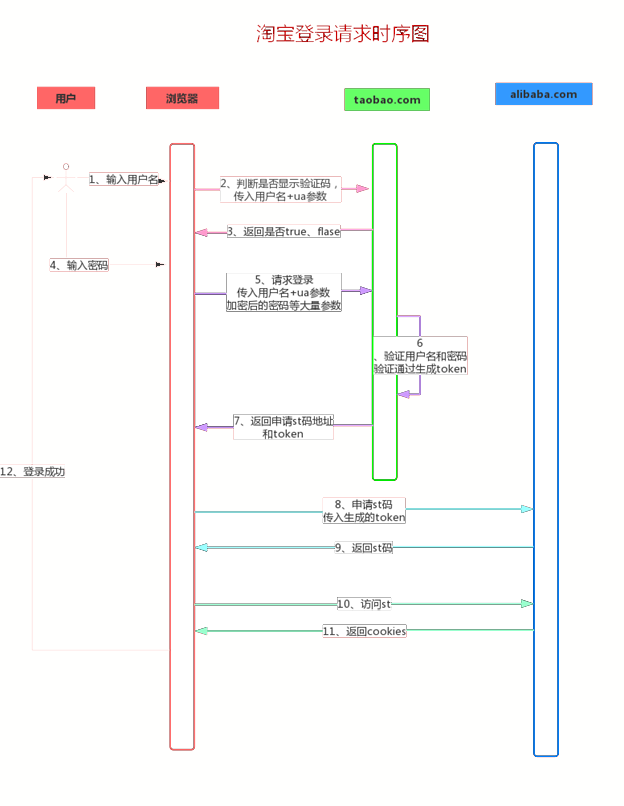 淘宝登录请求时序图
用户
浏览器
taobao.com
alibaba.com
1、输入用户名
2、判断是否显示验证码，
传入用户名+ua参数
3、返回是否true、flase
4、输入密码
5、请求登录
传入用户名+ua参数
加密后的密码等大量参数
6
、验证用户名和密码
验证通过生成token
7、返回申请st码地址
和token
12、登录成功
8、申请st码
传入生成的token
9、返回st码
10、访问st
11、返回cookies